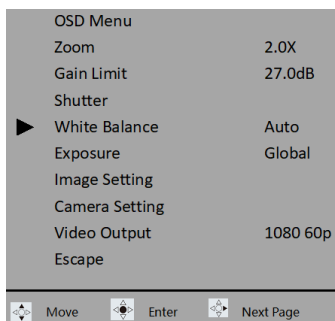 OSD Menu
Zoom 2.0X
Gain Limit 27.0dB
Shutter
White Balance Auto
Exposure Global
Image Setting
Camera Setting
Video Output 1080 60p
Escape
Move Enter Next Page